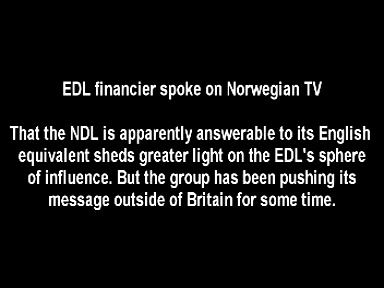 EDL financier spoke on Norwegian TV
That the NDL is apparently answerable to its English
equivalent sheds greater light on the EDL's sphere
of influence. But the group has been pushing its
message outside of Britain for some time.